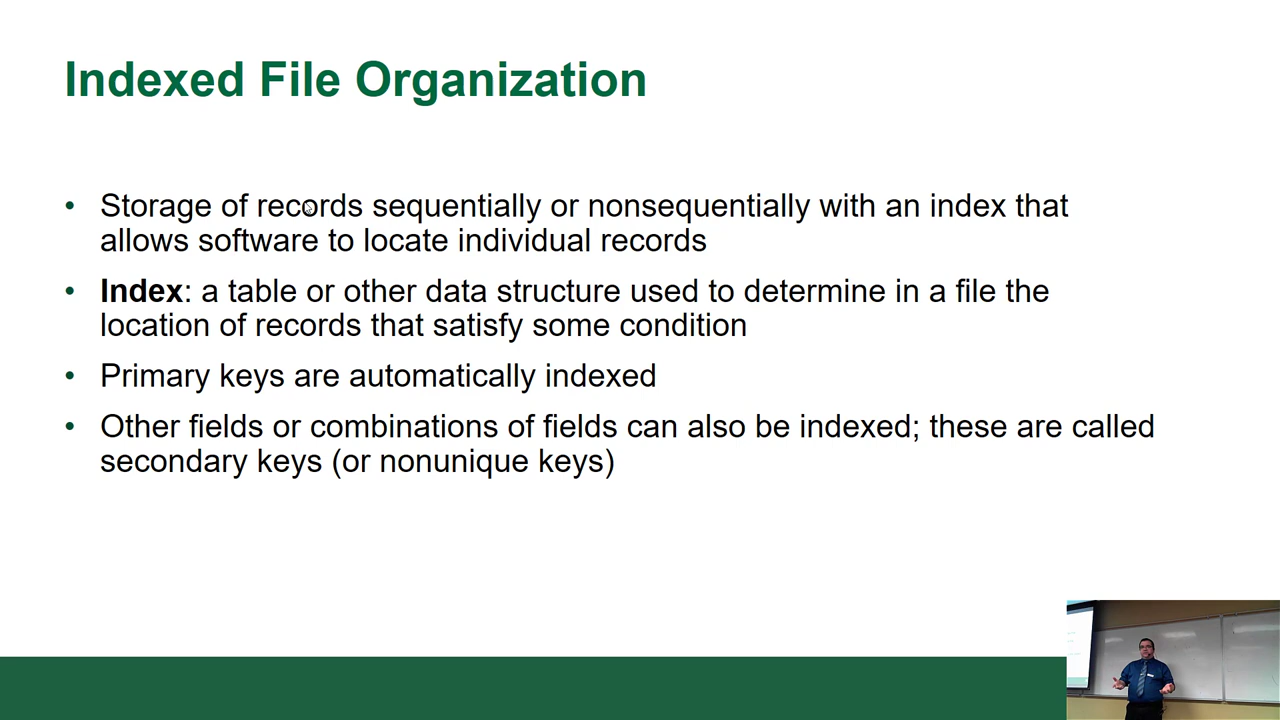 Indexed File Organization
• Storage of records sequentially or nonsequentially with an index that
allows software to locate individual records
• Index: a table or other data structure used to determine in a file the
location of records that satisfy some condition
• Primary keys are automatically indexed
• Other fields or combinations of fields can also be indexed; these are called
secondary keys (or nonunique keys)